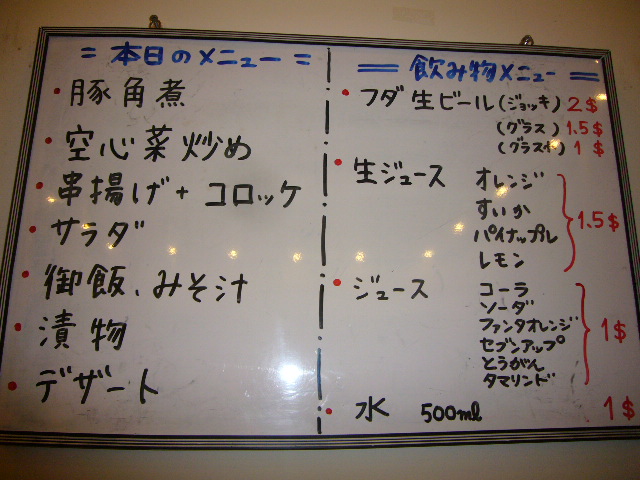 = 本日のメニュー =
・豚角煮
・空心菜炒め
・串揚げ+コロッケ
・サラダ
・御飯、みそ汁
・漬物
・デザート
= 飲み物メニュー =
・フダ生ビール(ジョッキ) 2$
(グラス) 1.5$
(グラス小) 1$
・生ジュース オレンジ
すいか
パイナップル
レモン
1.5$
・ジュース コーラ
ソーダ
ファンタオレンジ
セブンアップ
とうがん
タマリンド
1$
・水 500ml 1$